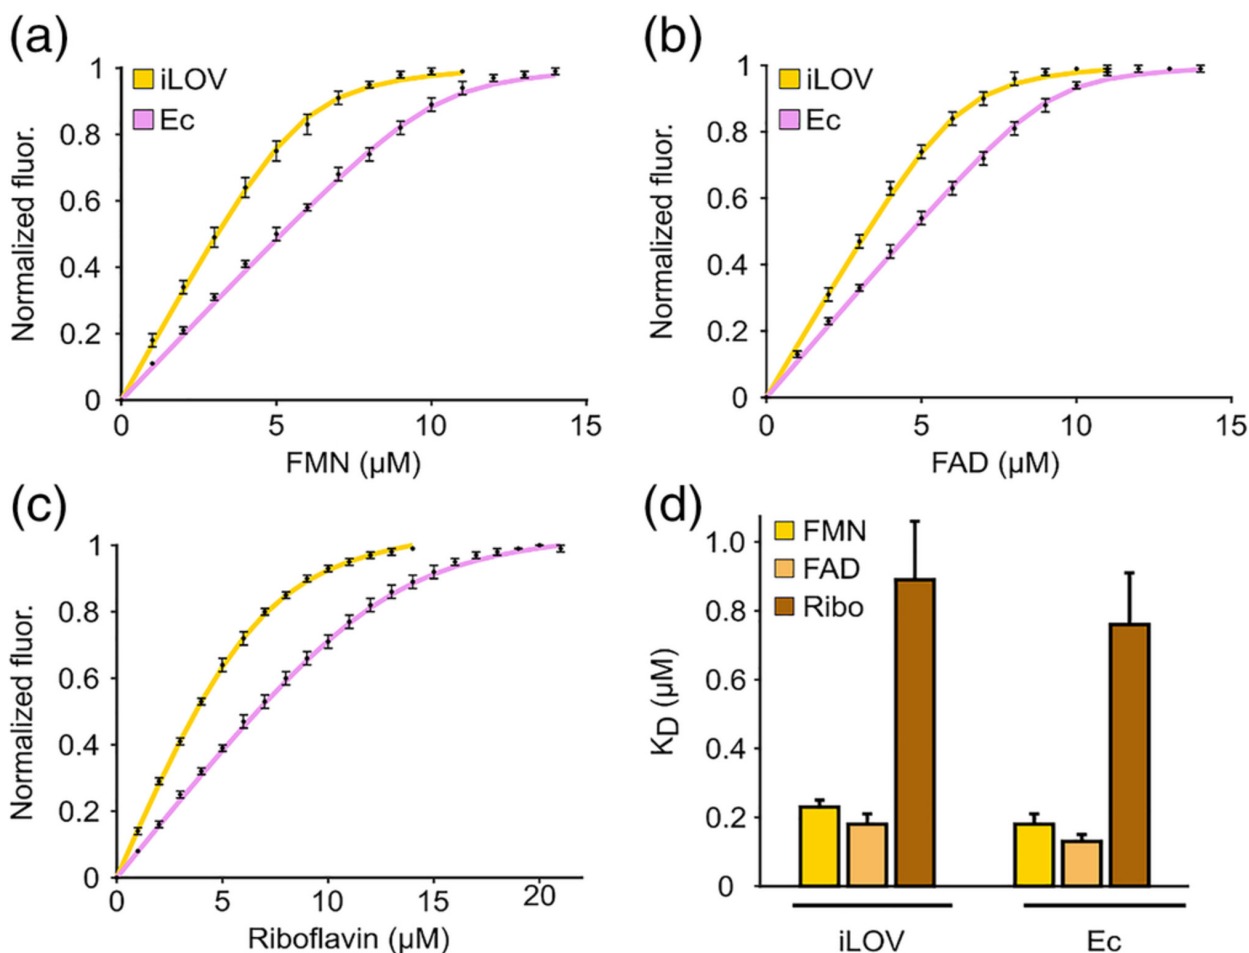 (a)
iLOV
Ec
Normalized fluor.
1
0.8
0.6
0.4
0.2
0
0 5 10 15
FMN (μM)
(b)
iLOV
Ec
Normalized fluor.
1
0.8
0.6
0.4
0.2
0
0 5 10 15
FAD (μM)
(c)
Normalized fluor.
1
0.8
0.6
0.4
0.2
0
0 5 10 15 20
Riboflavin (μM)
(d)
FMN
FAD
Ribo
KD (μM)
1.0
0.8
0.6
0.4
0.2
0
iLOV Ec